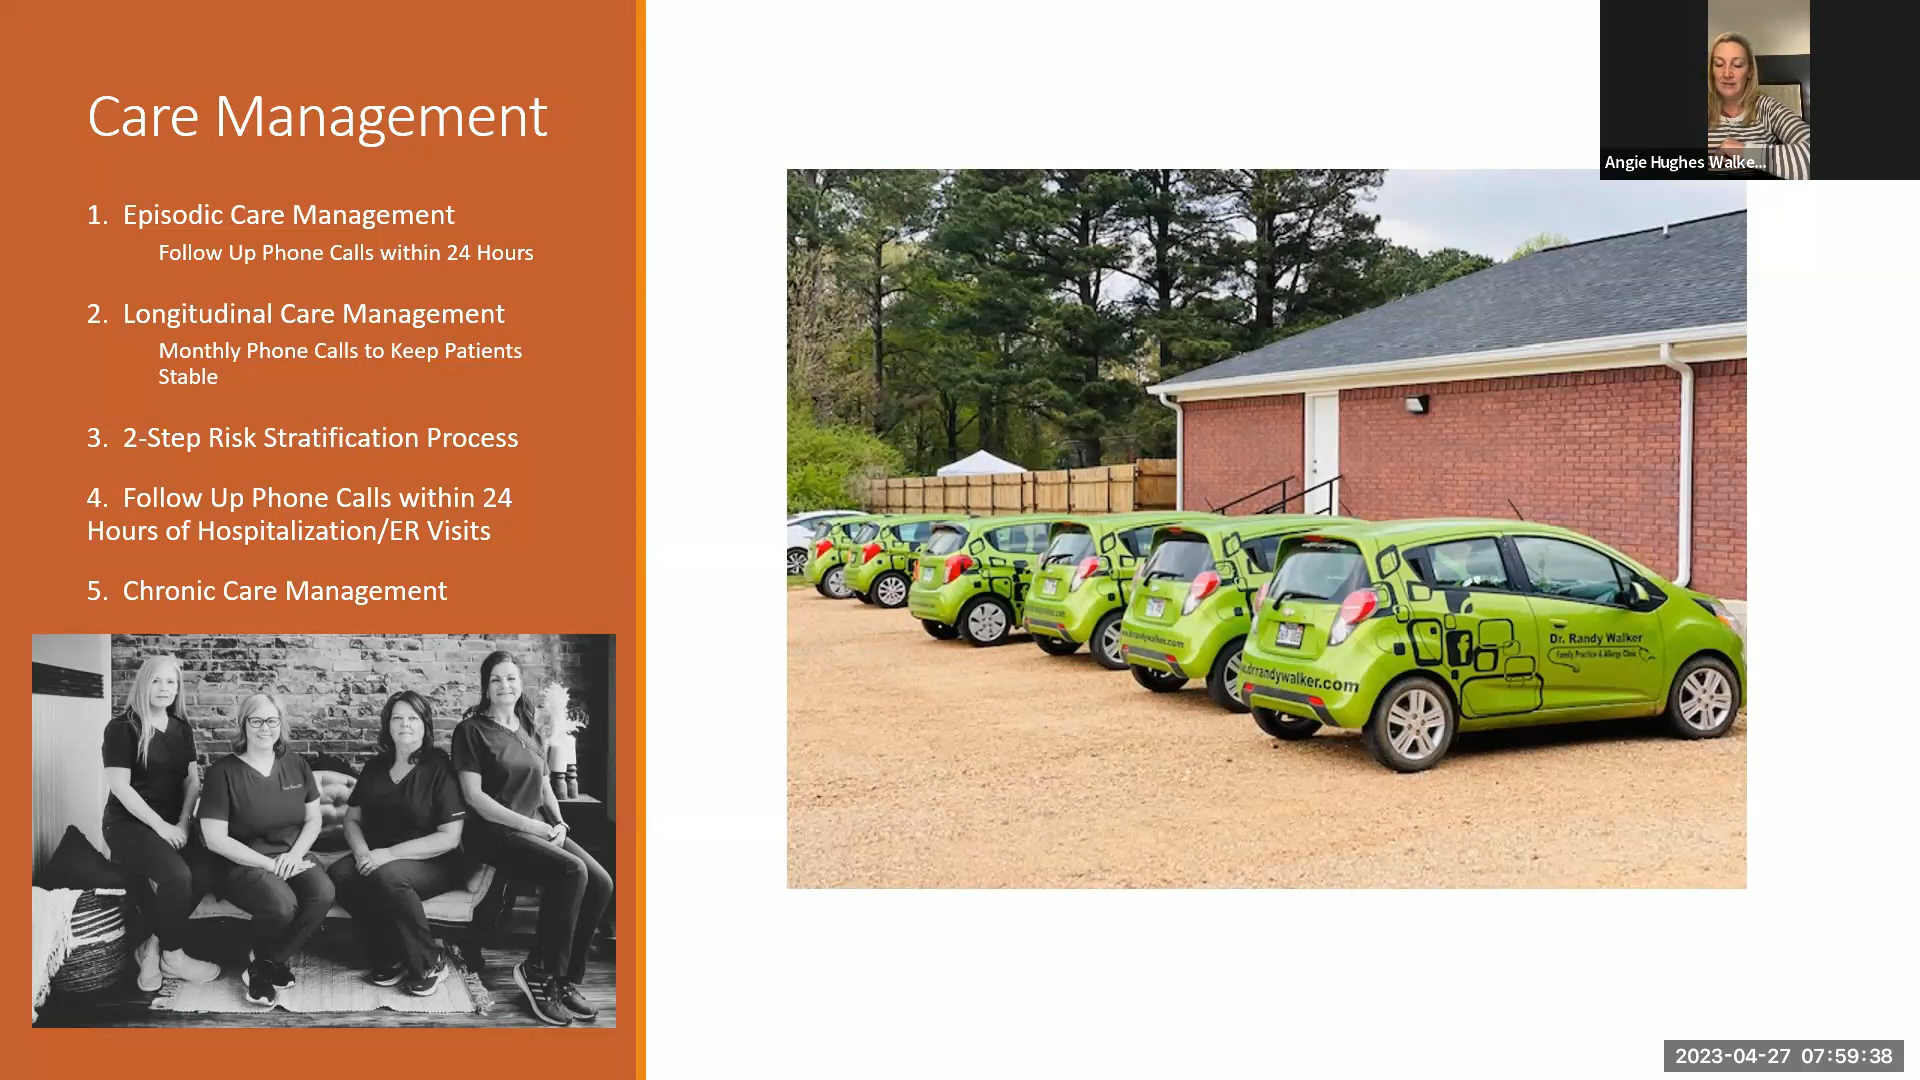 Care Management
1. Episodic Care Management
Follow Up Phone Calls within 24 Hours
2. Longitudinal Care Management
Monthly Phone Calls to Keep Patients
Stable
3. 2-Step Risk Stratification Process
4. Follow Up Phone Calls within 24
Hours of Hospitalization/ER Visits
5. Chronic Care Management
Angie Hughes Walke...
Dr. Randy Walker
Family Practice & Allergy Clinic
drrandywalker.com
2023-04-27 07:59:38